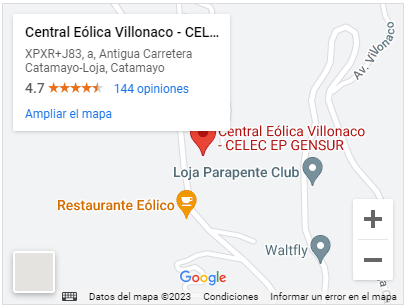 Central Eólica Villonaco - CEL...
XPXR+J83, a, Antigua Carretera
Catamayo-Loja, Catamayo
4.7 144 opiniones
Ampliar el mapa
Av. Villonaco
Central Eólica Villonaco
- CELEC EP GENSUR
Loja Parapente Club
Restaurante Eólico
Waltfly
Google
Datos del mapa ©2023 Condiciones Informar un error en el mapa